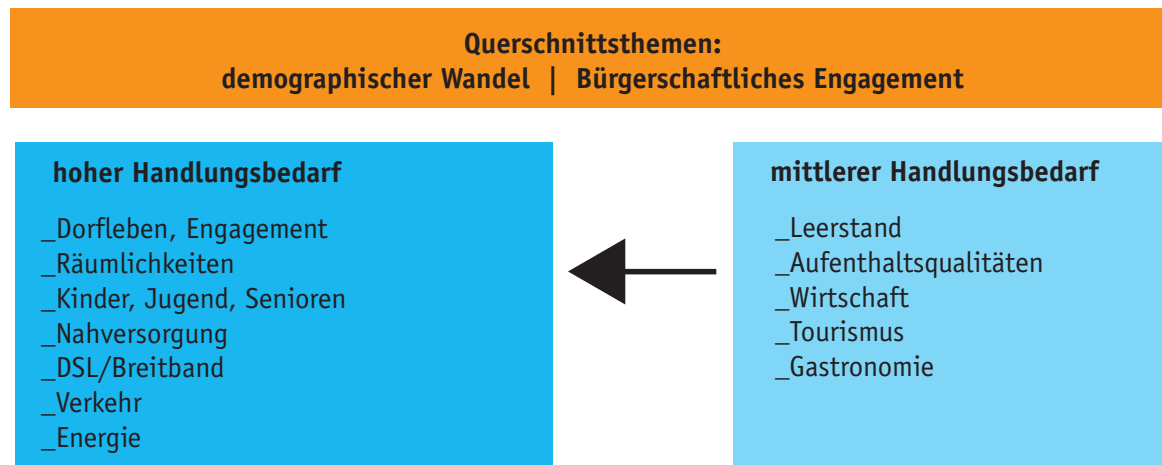 Querschnittsthemen:
demographischer Wandel | Bürgerschaftliches Engagement
hoher Handlungsbedarf
_Dorfleben, Engagement
_Räumlichkeiten
_Kinder, Jugend, Senioren
_Nahversorgung
_DSL/Breitband
_Verkehr
_Energie
mittlerer Handlungsbedarf
_Leerstand
_Aufenthaltsqualitäten
_Wirtschaft
_Tourismus
_Gastronomie